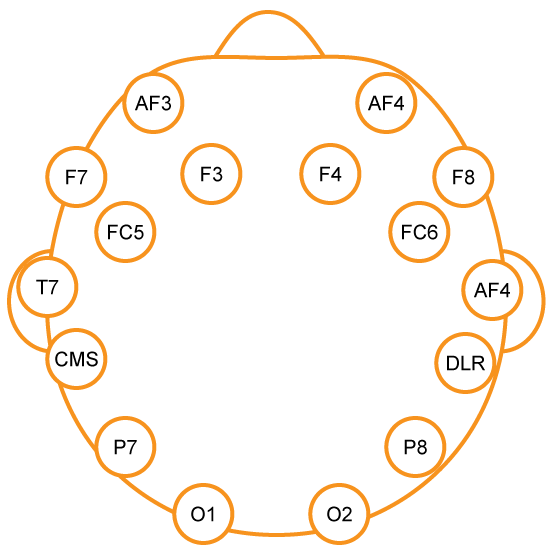 AF3 AF4
F7 F3 F4 F8
FC5 FC6
T7 AF4
CMS DLR
P7 P8
O1 O2